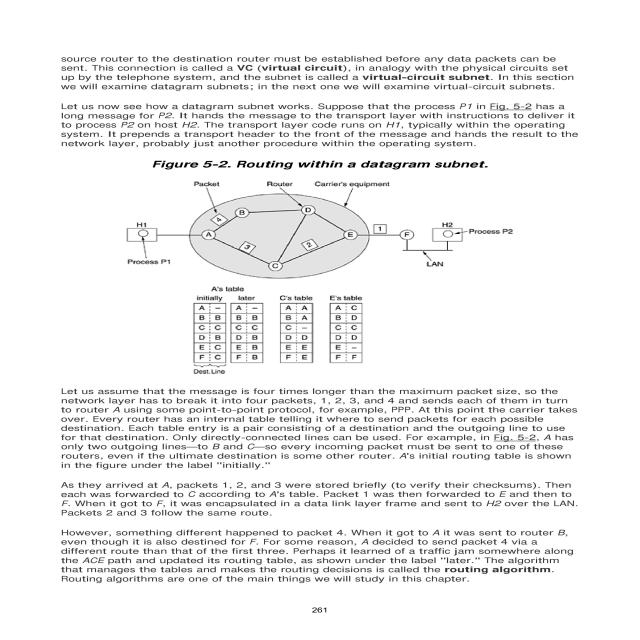 source router to the destination router must be established before any data packets can be
sent. This connection is called a VC (virtual circuit), in analogy with the physical circuits set
up by the telephone system, and the subnet is called a virtual-circuit subnet. In this section
we will examine datagram subnets; in the next one we will examine virtual-circuit subnets.
Let us now see how a datagram subnet works. Suppose that the process P1 in Fig. 5-2 has a
long message for P2. It hands the message to the transport layer with instructions to deliver it
to process P2 on host H2. The transport layer code runs on H1, typically within the operating
system. It prepends a transport header to the front of the message and hands the result to the
network layer, probably just another procedure within the operating system.
Figure 5-2. Routing within a datagram subnet.
Packet Router Carrier's equipment
H1 4 B D 1 H2
A E F Process P2
3 2
Process P1 C LAN
A's table
initially later C's table E's table
A – A – A A A C
B B B B B A B D
C C C C C – C C
D B D B D D D D
E C E B E E E –
F C F B F E F F
Dest. Line
Let us assume that the message is four times longer than the maximum packet size, so the
network layer has to break it into four packets, 1, 2, 3, and 4 and sends each of them in turn
to router A using some point-to-point protocol, for example, PPP. At this point the carrier takes
over. Every router has an internal table telling it where to send packets for each possible
destination. Each table entry is a pair consisting of a destination and the outgoing line to use
for that destination. Only directly-connected lines can be used. For example, in Fig. 5-2, A has
only two outgoing lines—to B and C—so every incoming packet must be sent to one of these
routers, even if the ultimate destination is some other router. A's initial routing table is shown
in the figure under the label "initially."
As they arrived at A, packets 1, 2, and 3 were stored briefly (to verify their checksums). Then
each was forwarded to C according to A's table. Packet 1 was then forwarded to E and then to
F. When it got to F, it was encapsulated in a data link layer frame and sent to H2 over the LAN.
Packets 2 and 3 follow the same route.
However, something different happened to packet 4. When it got to A it was sent to router B,
even though it is also destined for F. For some reason, A decided to send packet 4 via a
different route than that of the first three. Perhaps it learned of a traffic jam somewhere along
the ACE path and updated its routing table, as shown under the label "later." The algorithm
that manages the tables and makes the routing decisions is called the routing algorithm.
Routing algorithms are one of the main things we will study in this chapter.
261